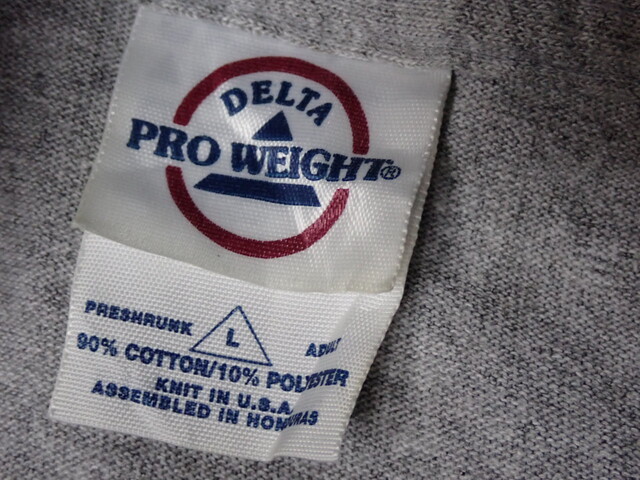 DELTA
PRO WEIGHT®
PRESHRUNK L ADULT
90% COTTON/10% POLYESTER
KNIT IN U.S.A
ASSEMBLED IN HONDURAS